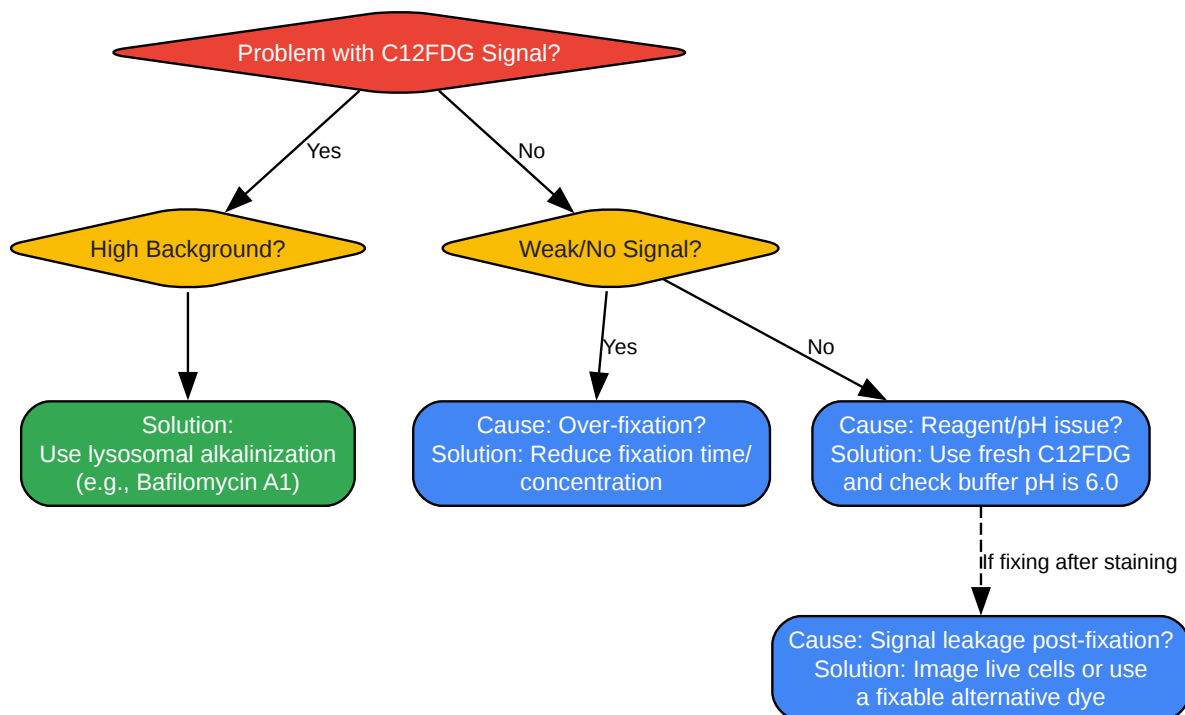 Problem with C12FDG Signal?
Yes
No
High Background?
Weak/No Signal?
Yes
No
Solution:
Use lysosomal alkalinization
(e.g., Bafilomycin A1)
Cause: Over-fixation?
Solution: Reduce fixation time/
concentration
Cause: Reagent/pH issue?
Solution: Use fresh C12FDG
and check buffer pH is 6.0
If fixing after staining
Cause: Signal leakage post-fixation?
Solution: Image live cells or use
a fixable alternative dye